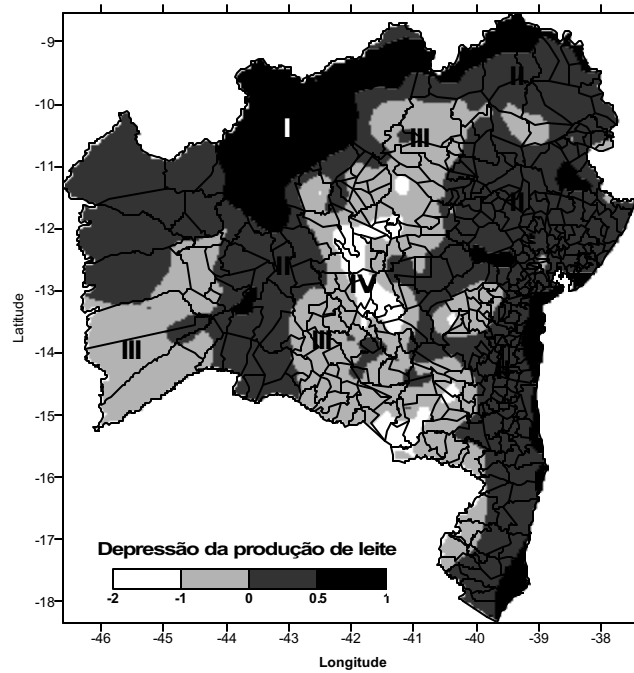 -9
-10
-11
-12
-13
-14
-15
-16
-17
-18
Latitude
I
II
III
II
II
IV
III
III
II
Depressão da produção de leite
-2 -1 0 0.5 1
-46 -45 -44 -43 -42 -41 -40 -39 -38
Longitude